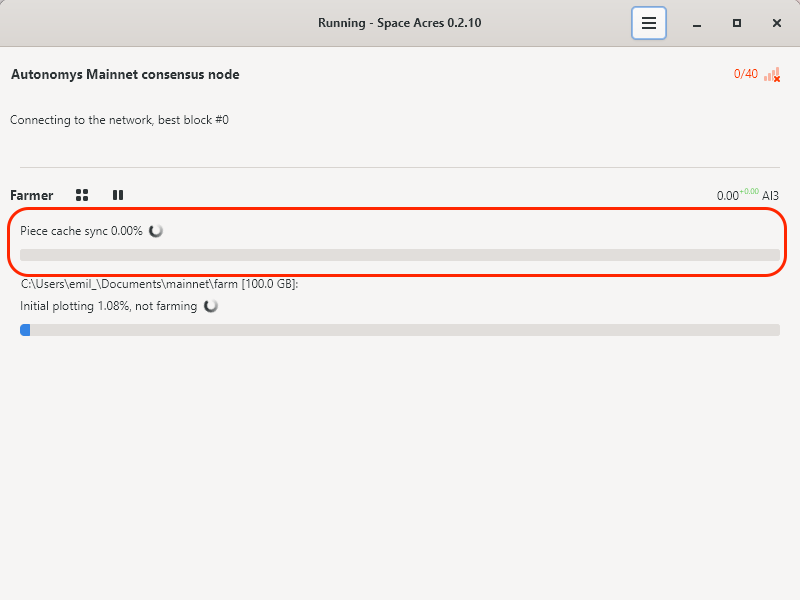 Running - Space Acres 0.2.10
Autonomys Mainnet consensus node
0/40
Connecting to the network, best block #0
Farmer
0.00+0.00 AI3
Piece cache sync 0.00%
C:\Users\emil_\Documents\mainnet\farm [100.0 GB]:
Initial plotting 1.08%, not farming